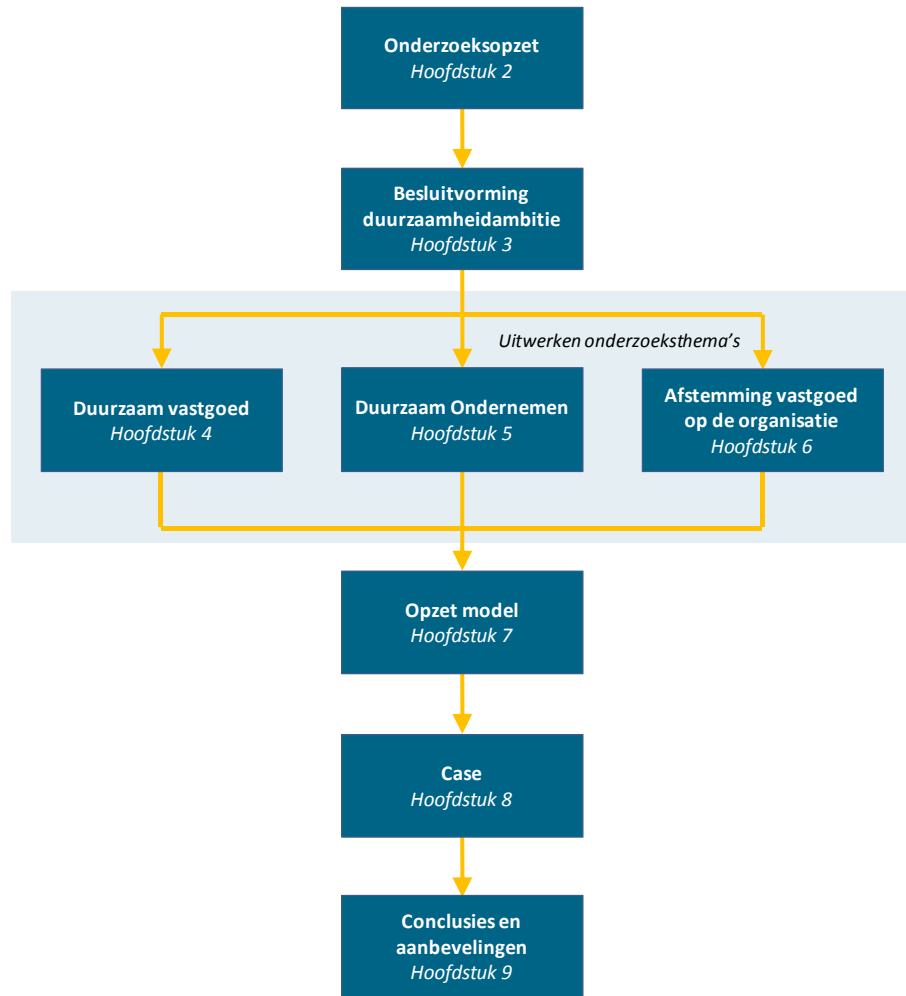 Onderzoeksopzet
Hoofdstuk 2
Besluitvorming
duurzaamheidambitie
Hoofdstuk 3
Uitwerken onderzoeksthema's
Duurzaam vastgoed
Hoofdstuk 4
Duurzaam Ondernemen
Hoofdstuk 5
Afstemming vastgoed
op de organisatie
Hoofdstuk 6
Opzet model
Hoofdstuk 7
Case
Hoofdstuk 8
Conclusies en
aanbevelingen
Hoofdstuk 9